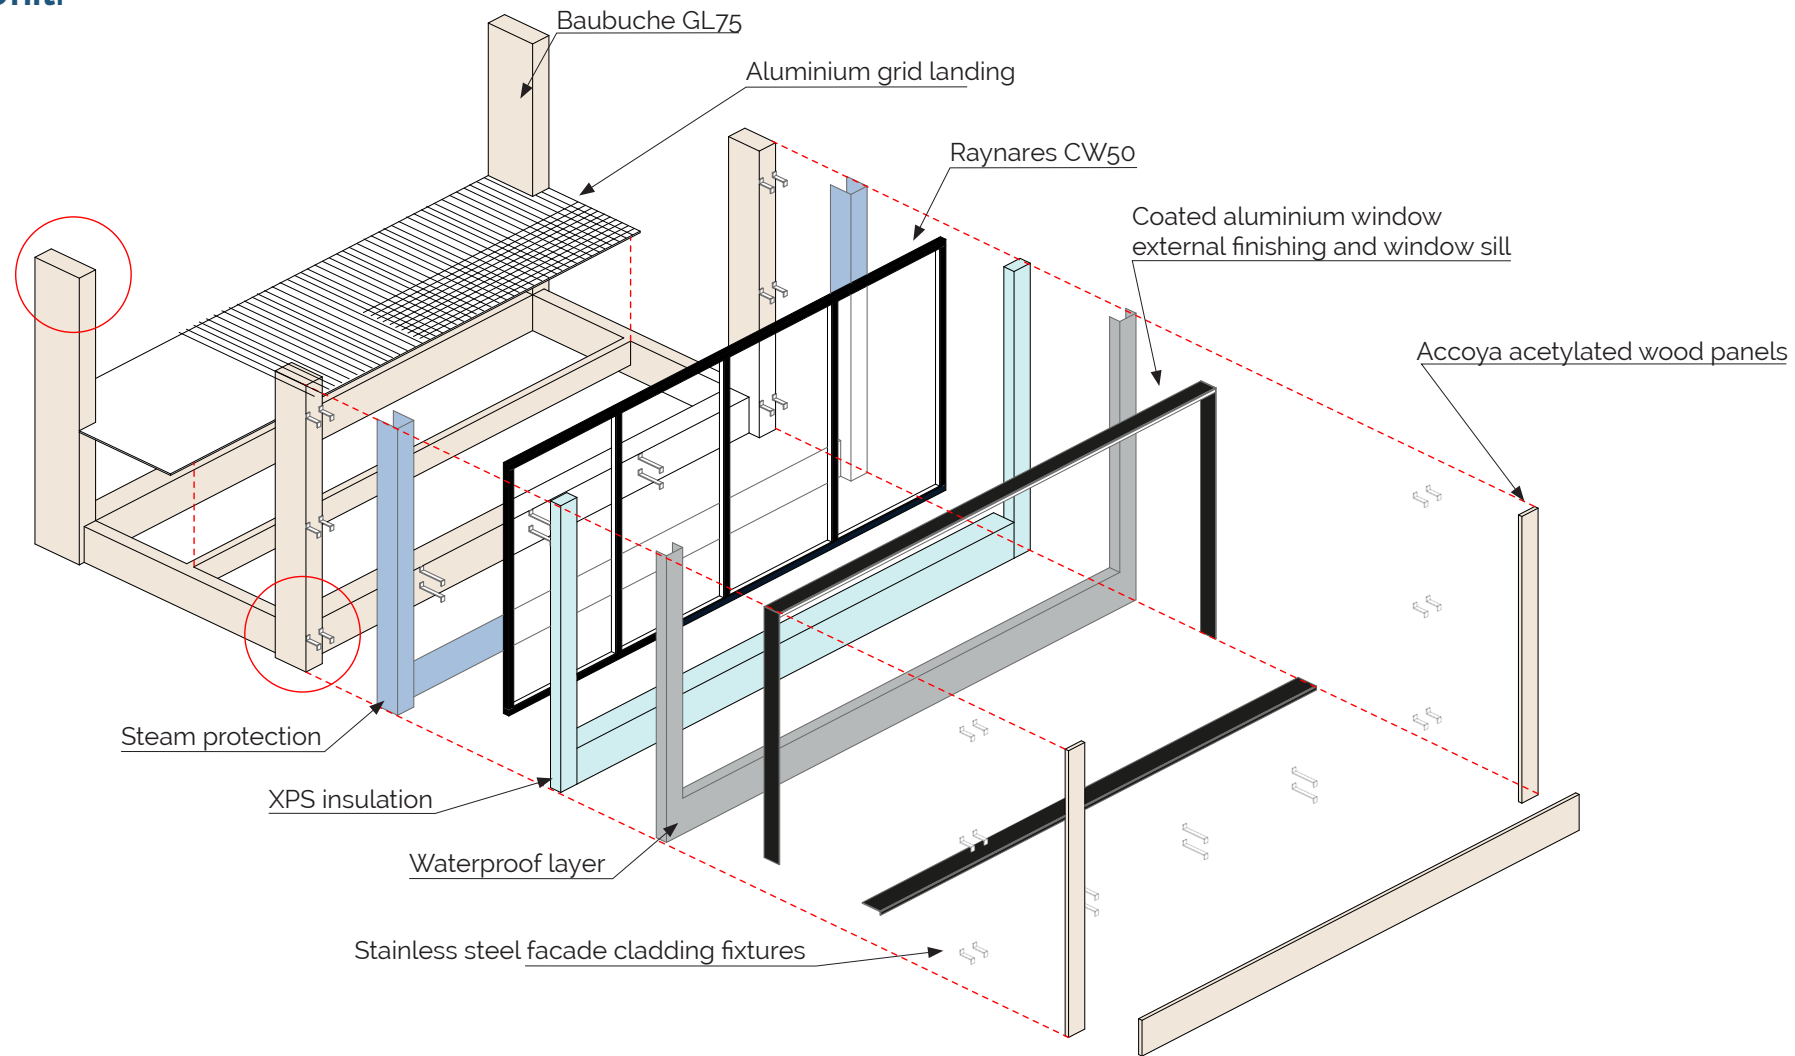 Baubuche GL75
Aluminium grid landing
Raynares CW50
Coated aluminium window
external finishing and window sill
Accoya acetylated wood panels
Steam protection
XPS insulation
Waterproof layer
Stainless steel facade cladding fixtures